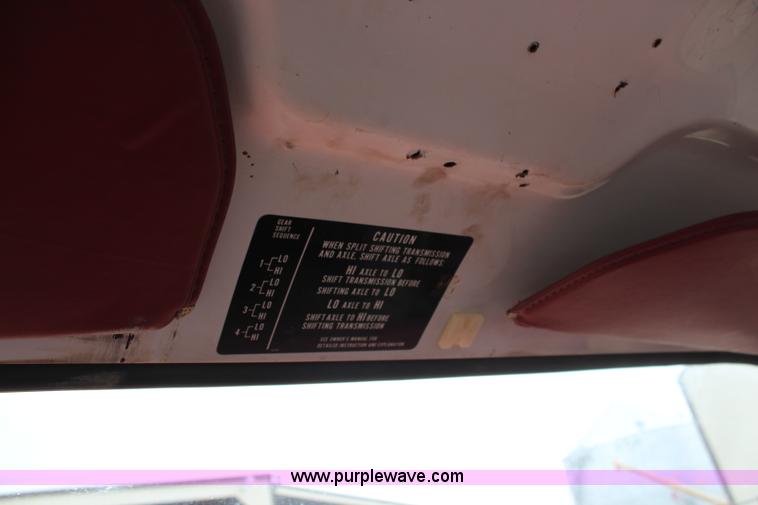 GEAR
SHIFT
SEQUENCE
1 LO
HI
2 LO
HI
3 LO
HI
4 LO
HI
CAUTION
WHEN SPLIT SHIFTING TRANSMISSION
AND AXLE, SHIFT AXLE AS FOLLOWS:
HI AXLE TO LO
SHIFT TRANSMISSION BEFORE
SHIFTING AXLE TO LO
LO AXLE TO HI
SHIFT AXLE TO HI BEFORE
SHIFTING TRANSMISSION
SEE OWNER'S MANUAL FOR
DETAILED INSTRUCTION AND EXPLANATION
www.purplewave.com